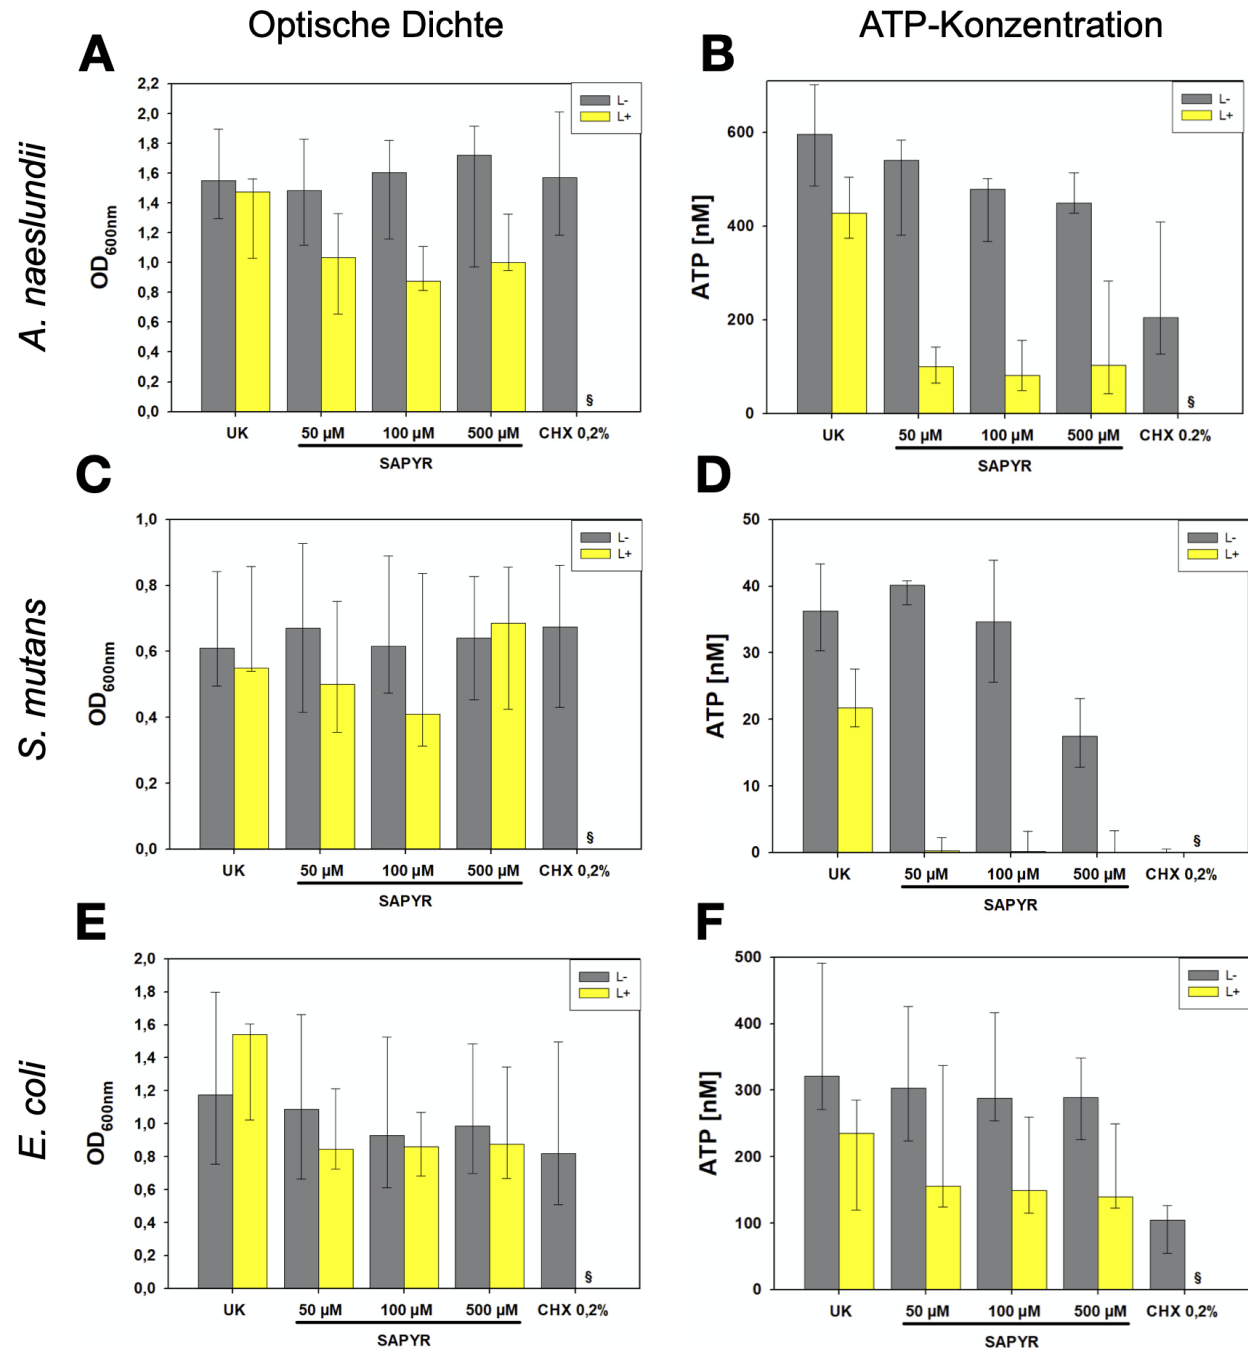 Optische Dichte
ATP-Konzentration
A
B
A. naeslundii
OD600nm
2,2
2,0
1,8
1,6
1,4
1,2
1,0
0,8
0,6
0,4
0,2
0,0
L-
L+
§
UK 50 µM 100 µM 500 µM CHX 0,2%
SAPYR
ATP [nM]
600
400
200
0
L-
L+
§
UK 50 µM 100 µM 500 µM CHX 0.2%
SAPYR
C
D
S. mutans
OD600nm
1,0
0,8
0,6
0,4
0,2
0,0
L-
L+
§
UK 50 µM 100 µM 500 µM CHX 0,2%
SAPYR
ATP [nM]
50
40
30
20
10
0
L-
L+
§
UK 50 µM 100 µM 500 µM CHX 0,2%
SAPYR
E
F
E. coli
OD600nm
2,0
1,8
1,6
1,4
1,2
1,0
0,8
0,6
0,4
0,2
0,0
L-
L+
§
UK 50 µM 100 µM 500 µM CHX 0,2%
SAPYR
ATP [nM]
500
400
300
200
100
0
L-
L+
§
UK 50 µM 100 µM 500 µM CHX 0,2%
SAPYR